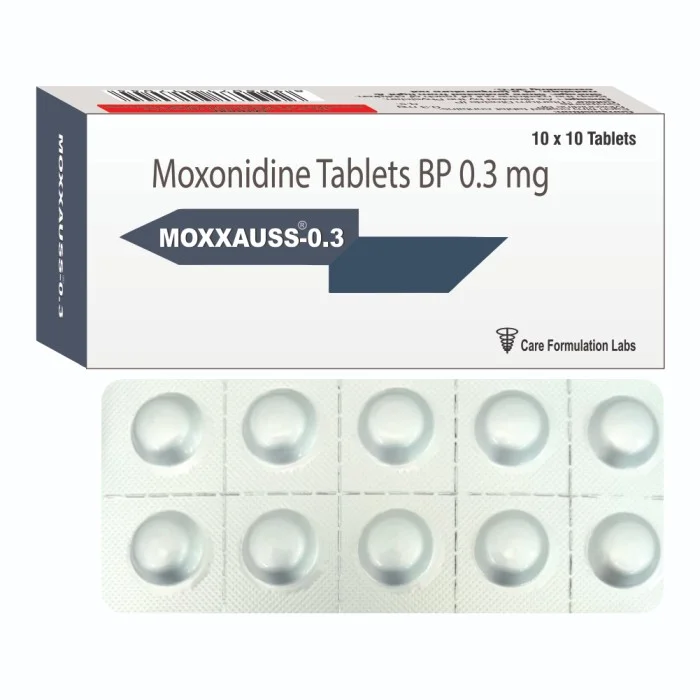 10 x 10 Tablets
Moxonidine Tablets BP 0.3 mg
MOXXAUSS®-0.3
Care Formulation Labs
MOXXAUSS®-0.3